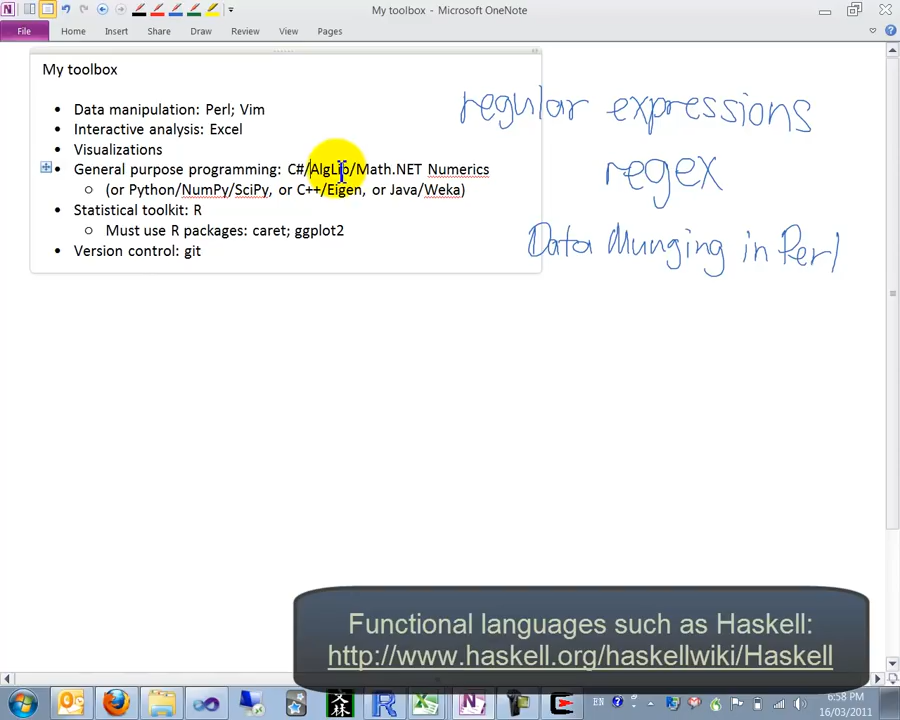 My toolbox - Microsoft OneNote
File Home Insert Share Draw Review View Pages
My toolbox
• Data manipulation: Perl; Vim
• Interactive analysis: Excel
• Visualizations
• General purpose programming: C#/AlgLib/Math.NET Numerics
○ (or Python/NumPy/SciPy, or C++/Eigen, or Java/Weka)
• Statistical toolkit: R
○ Must use R packages: caret; ggplot2
• Version control: git
regular expressions
regex
Data Munging in Perl
Functional languages such as Haskell:
http://www.haskell.org/haskellwiki/Haskell
EN
6:58 PM
16/03/2011